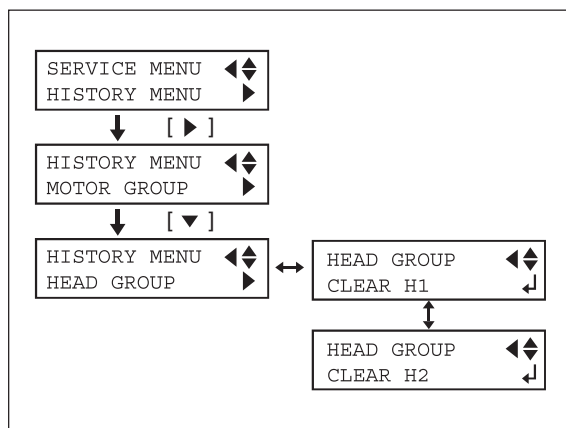 SERVICE MENU ◀◆
HISTORY MENU ▶
[ ▶ ]
HISTORY MENU ◀◆
MOTOR GROUP ▶
[ ▼ ]
HISTORY MENU ◀◆
HEAD GROUP ▶
HEAD GROUP ◀◆
CLEAR H1 ↵
HEAD GROUP ◀◆
CLEAR H2 ↵